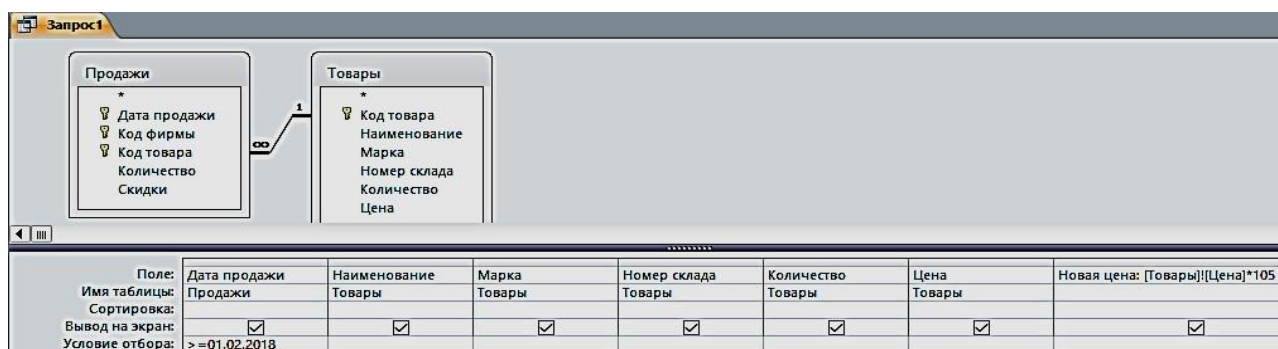 Запрос1
Продажи
*
Дата продажи
Код фирмы
Код товара
Количество
Скидки
∞
1
Товары
*
Код товара
Наименование
Марка
Номер склада
Количество
Цена
Поле: Дата продажи Наименование Марка Номер склада Количество Цена Новая цена: [Товары]![Цена]*105
Имя таблицы: Продажи Товары Товары Товары Товары Товары
Сортировка:
Вывод на экран:
Условие отбора: >=01.02.2018